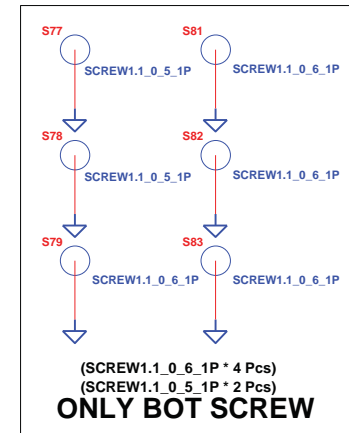 S77
SCREW1.1_0_5_1P
S81
SCREW1.1_0_6_1P
S78
SCREW1.1_0_5_1P
S82
SCREW1.1_0_6_1P
S79
SCREW1.1_0_6_1P
S83
SCREW1.1_0_6_1P
(SCREW1.1_0_6_1P * 4 Pcs)
(SCREW1.1_0_5_1P * 2 Pcs)
ONLY BOT SCREW